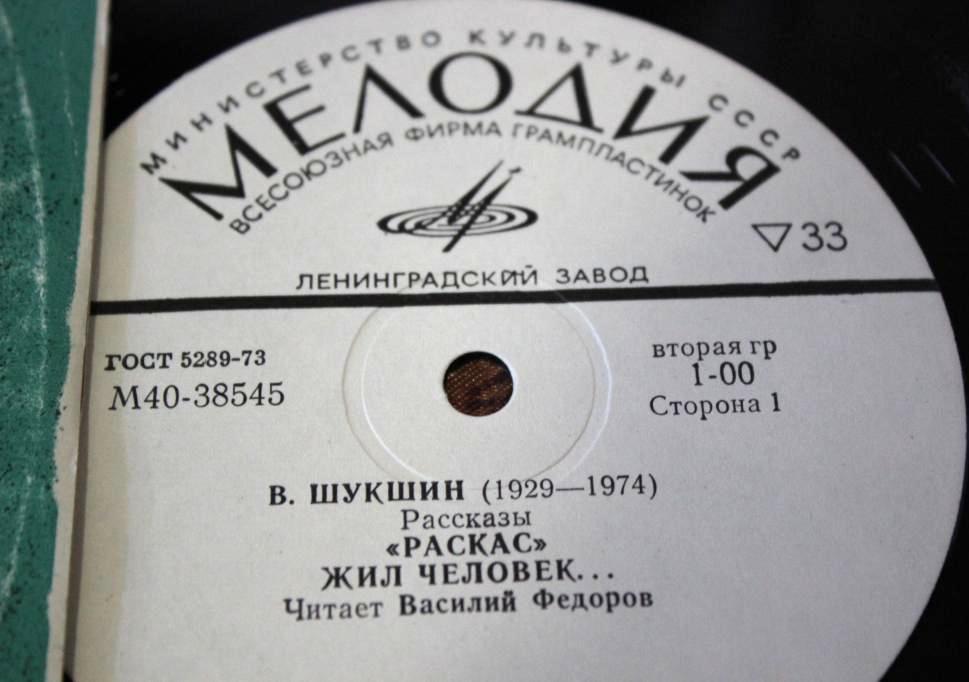 МИНИСТЕРСТВО КУЛЬТУРЫ СССР
МЕЛОДИЯ
ВСЕСОЮЗНАЯ ФИРМА ГРАМПЛАСТИНОК
▽33
ЛЕНИНГРАДСКИЙ ЗАВОД
ГОСТ 5289-73
М40-38545
вторая гр
1-00
Сторона 1
В. ШУКШИН (1929—1974)
Рассказы
«РАСКАС»
ЖИЛ ЧЕЛОВЕК...
Читает Василий Федоров